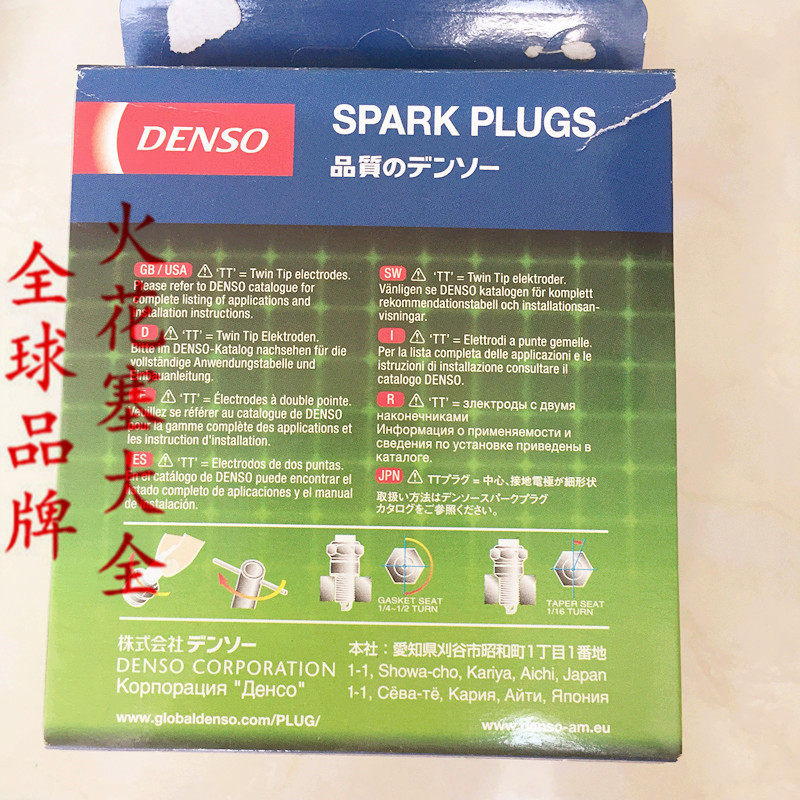 DENSO
SPARK PLUGS
品質のデンソー
火花塞大全
全球品牌
GB / USA ⚠ 'TT' = Twin Tip electrodes.
Please refer to DENSO catalogue for
complete listing of applications and
installation instructions.
D ⚠ 'TT' = Twin Tip Elektroden.
Bitte im DENSO-Katalog nachsehen für die
vollständige Anwendungstabelle und
Einbauanleitung.
F ⚠ 'TT' = Électrodes à double pointe.
Veuillez se référer au catalogue de DENSO
pour la gamme complète des applications et
les instruction d'installation.
ES ⚠ 'TT' = Electrodos de dos puntas.
En el catálogo de DENSO puede encontrar el
listado completo de aplicaciones y el manual
de instalación.
SW ⚠ 'TT' = Twin Tip elektroder.
Vänligen se DENSO katalogen för komplett
rekommendationstabell och installationsan-
visningar.
I ⚠ 'TT' = Elettrodi a punte gemelle.
Per la lista completa delle applicazioni e le
istruzioni di installazione consultare il
catalogo DENSO.
R ⚠ 'TT' = злектроды с двумя
наконечниками
Информация о применяемости и
сведения по установке приведены в
каталоге.
JPN ⚠ TTプラグ = 中心、接地電極が細形状
取扱い方法はデンソースパークプラグ
カタログをご参照ください。
GASKET SEAT
1/4~1/2 TURN
TAPER SEAT
1/16 TURN
株式会社 デンソー
DENSO CORPORATION
Корпорация "Денсо"
本社：愛知県刈谷市昭和町1丁目1番地
1-1, Showa-cho, Kariya, Aichi, Japan
1-1, Сёва-тё, Кария, Айти, Япония
www.globaldenso.com/PLUG/
www.denso-am.eu